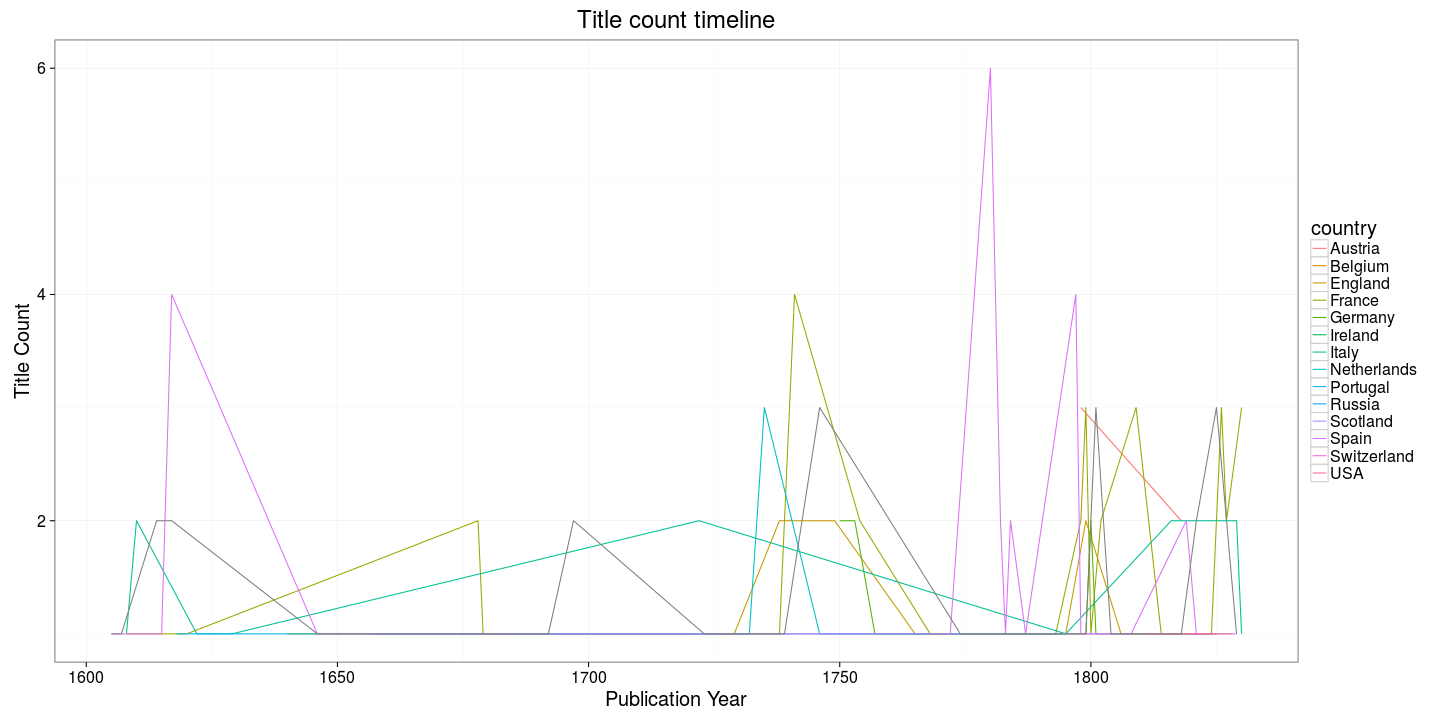 Title count timeline
6
4
2
Title Count
1600
1650
1700
1750
1800
Publication Year
country
Austria
Belgium
England
France
Germany
Ireland
Italy
Netherlands
Portugal
Russia
Scotland
Spain
Switzerland
USA